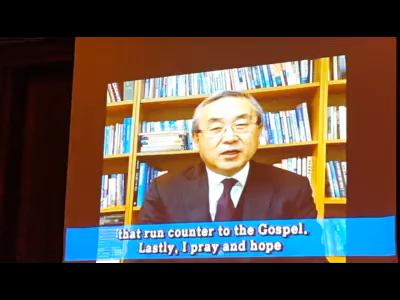 that run counter to the Gospel.
Lastly, I pray and hope